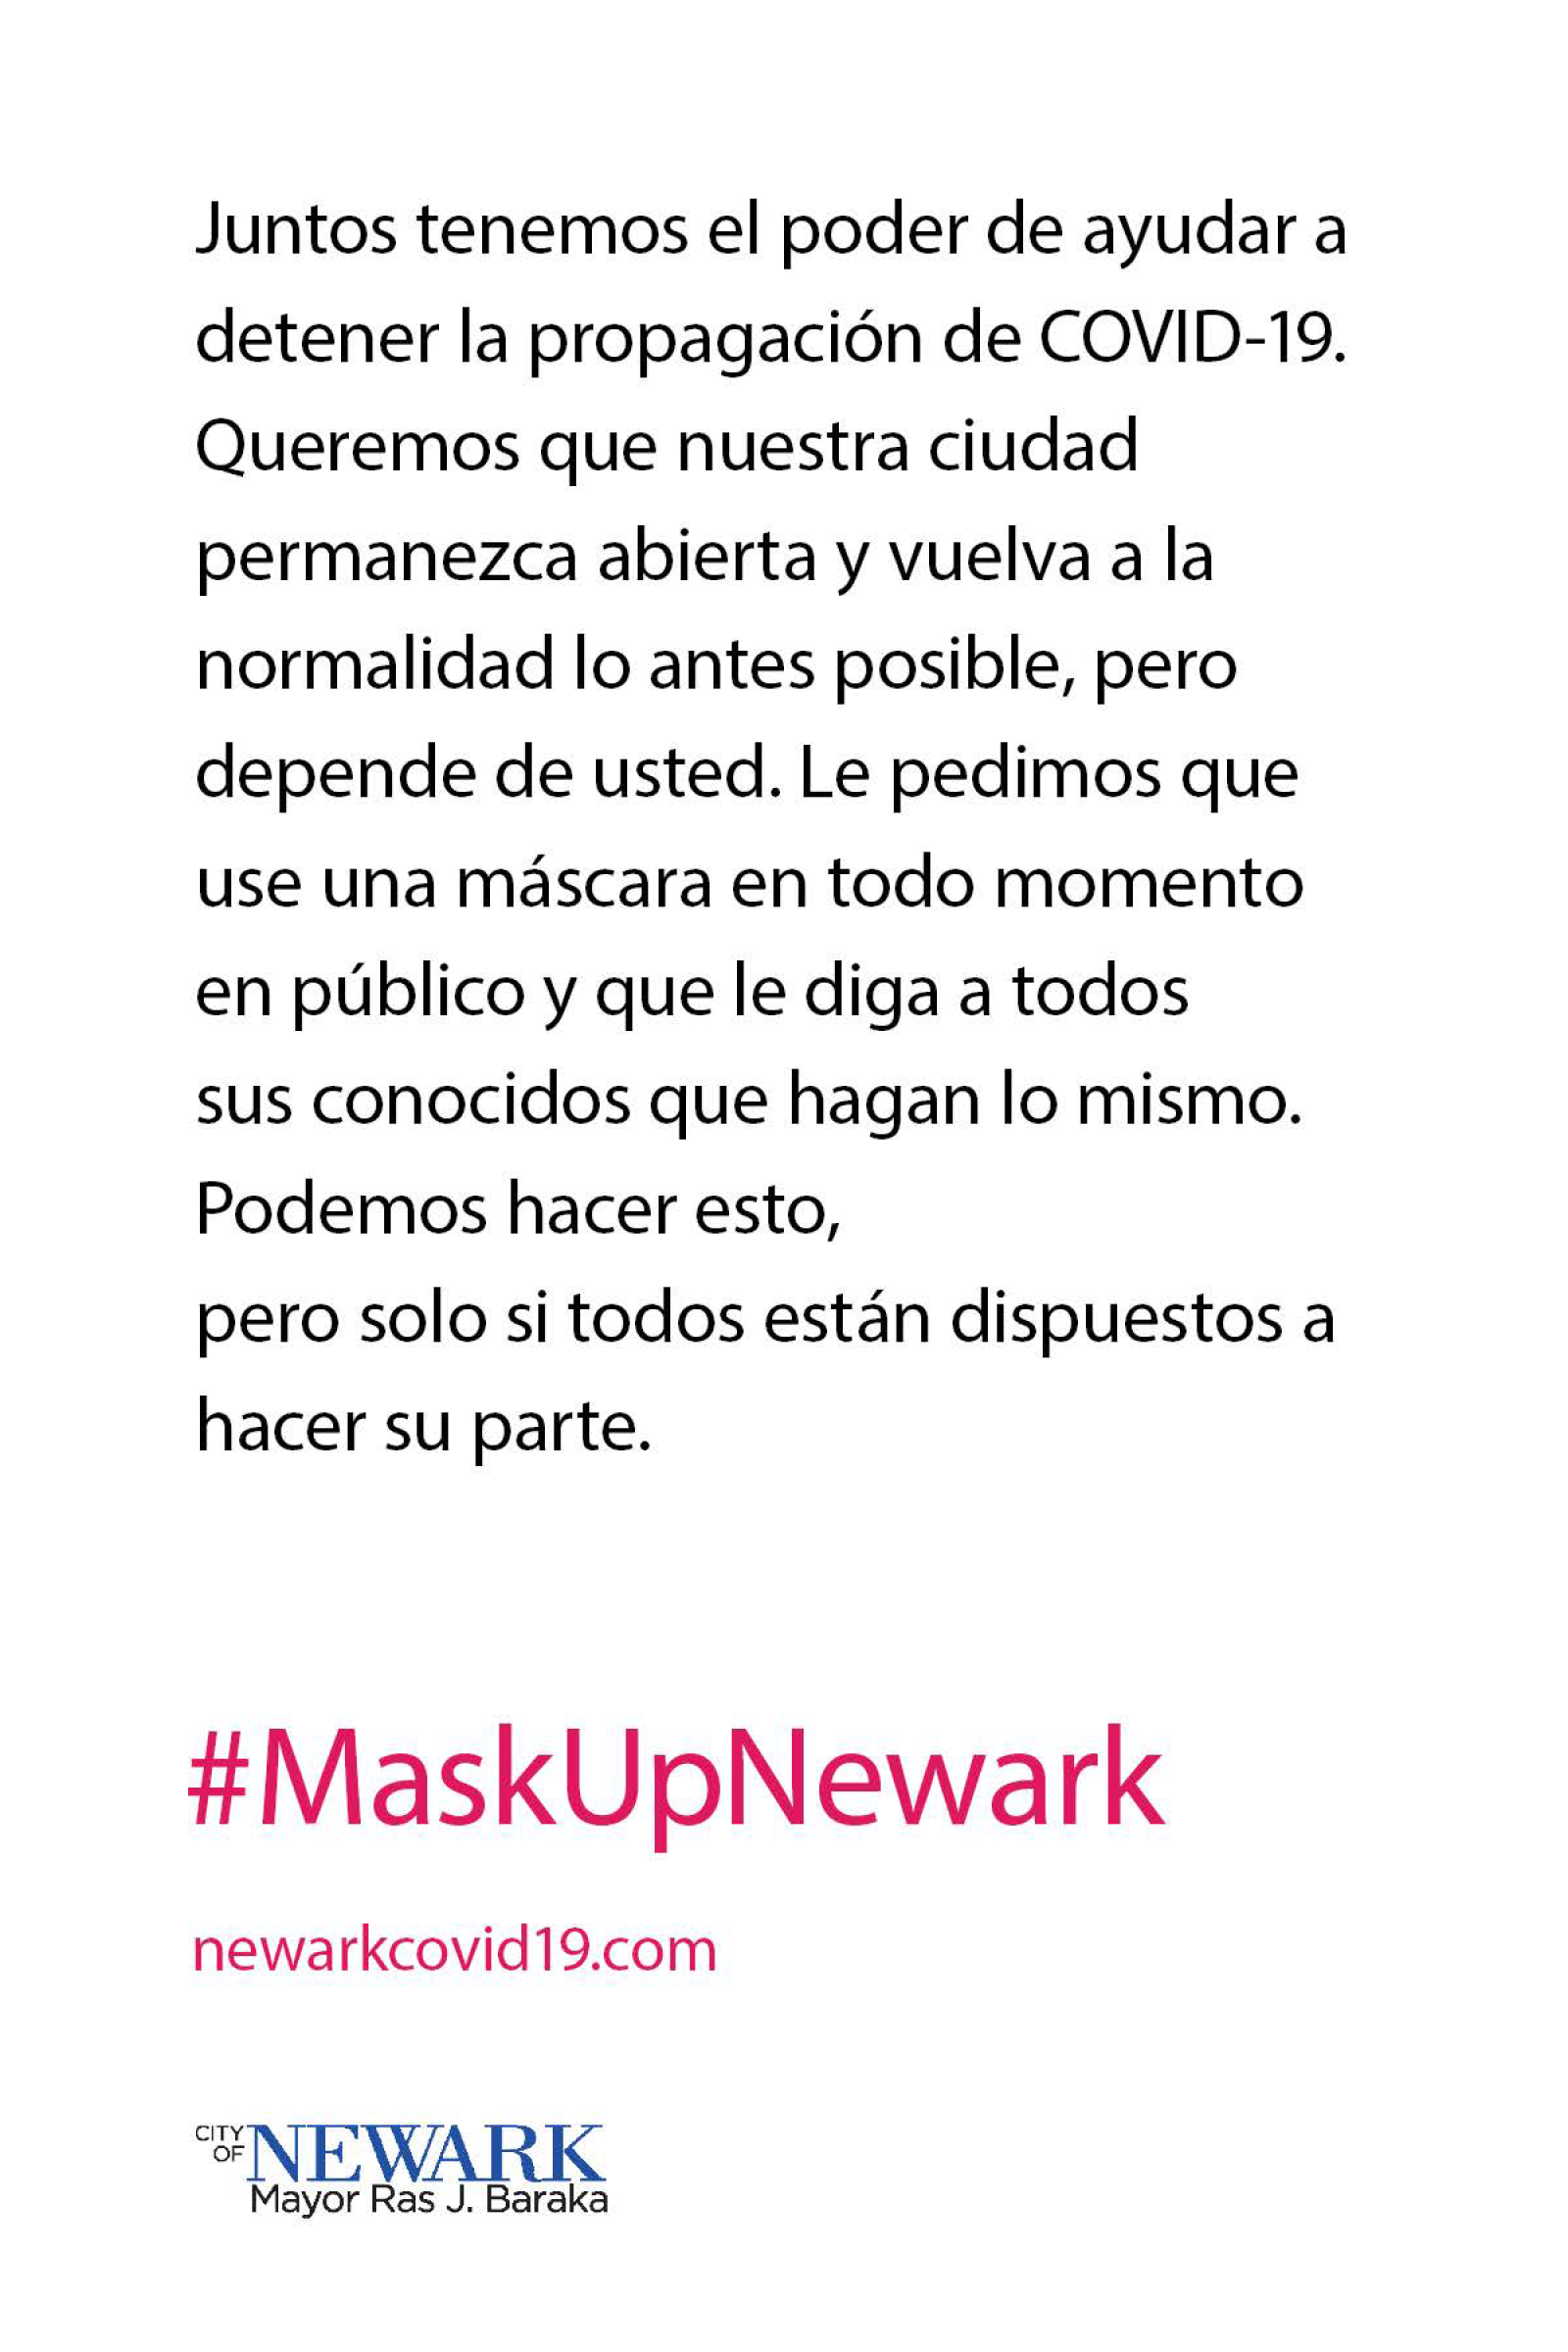 Juntos tenemos el poder de ayudar a
detener la propagación de COVID-19.
Queremos que nuestra ciudad
permanezca abierta y vuelva a la
normalidad lo antes posible, pero
depende de usted. Le pedimos que
use una máscara en todo momento
en público y que le diga a todos
sus conocidos que hagan lo mismo.
Podemos hacer esto,
pero solo si todos están dispuestos a
hacer su parte.
#MaskUpNewark
newarkcovid19.com
CITY OF NEWARK
Mayor Ras J. Baraka